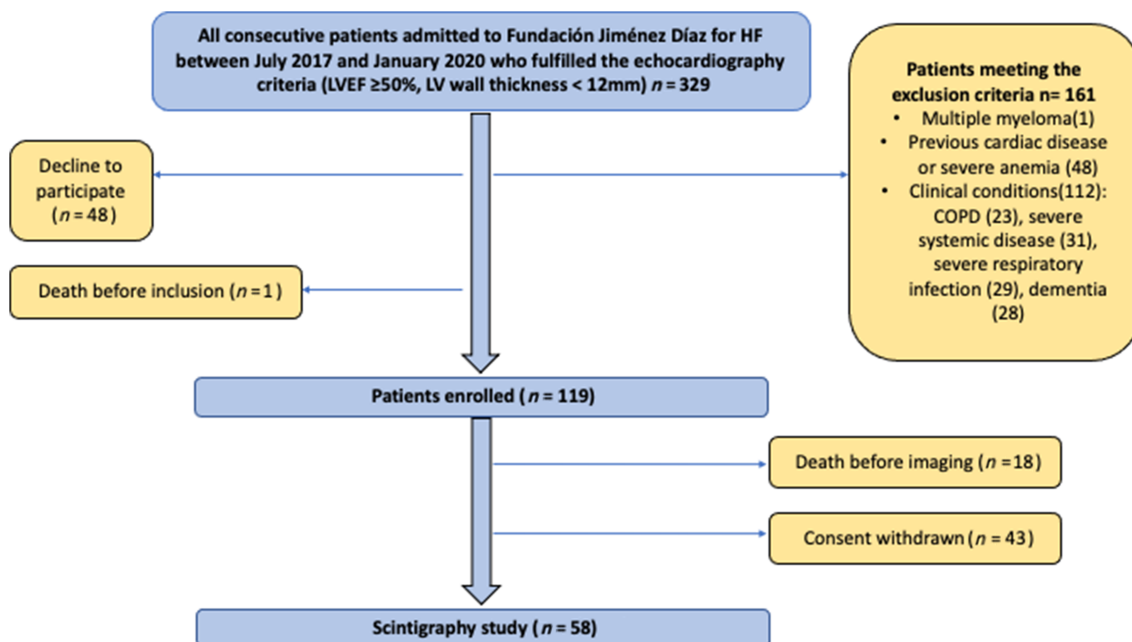 All consecutive patients admitted to Fundación Jiménez Díaz for HF
between July 2017 and January 2020 who fulfilled the echocardiography
criteria (LVEF ≥50%, LV wall thickness < 12mm) n = 329
Patients meeting the
exclusion criteria n= 161
• Multiple myeloma(1)
• Previous cardiac disease
or severe anemia (48)
• Clinical conditions(112):
COPD (23), severe
systemic disease (31),
severe respiratory
infection (29), dementia
(28)
Decline to
participate
(n = 48)
Death before inclusion (n =1 )
Patients enrolled (n = 119)
Death before imaging (n =18 )
Consent withdrawn (n = 43)
Scintigraphy study (n = 58)